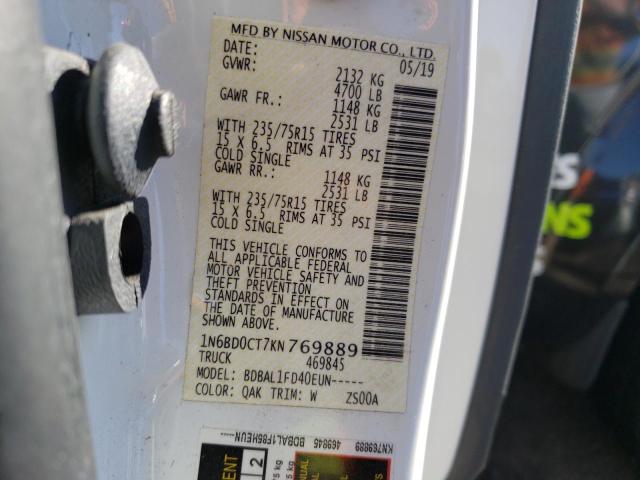 MFD BY NISSAN MOTOR CO., LTD
DATE: 05/19
GVWR: 2132 KG
4700 LB
GAWR FR.: 1148 KG
2531 LB
WITH 235/75R15 TIRES
15 X 6.5 RIMS AT 35 PSI
COLD SINGLE
GAWR RR.: 1148 KG
2531 LB
WITH 235/75R15 TIRES
15 X 6.5 RIMS AT 35 PSI
COLD SINGLE
THIS VEHICLE CONFORMS TO
ALL APPLICABLE FEDERAL
MOTOR VEHICLE SAFETY AND
THEFT PREVENTION
STANDARDS IN EFFECT ON
THE DATE OF MANUFACTURE
SHOWN ABOVE.
1N6BD0CT7KN769889
TRUCK 469845
MODEL: BDBAL1FD40EUN-----
COLOR: QAK TRIM: W ZS00A
KN769889 469845 BDBAL1F86HEUN-----
2